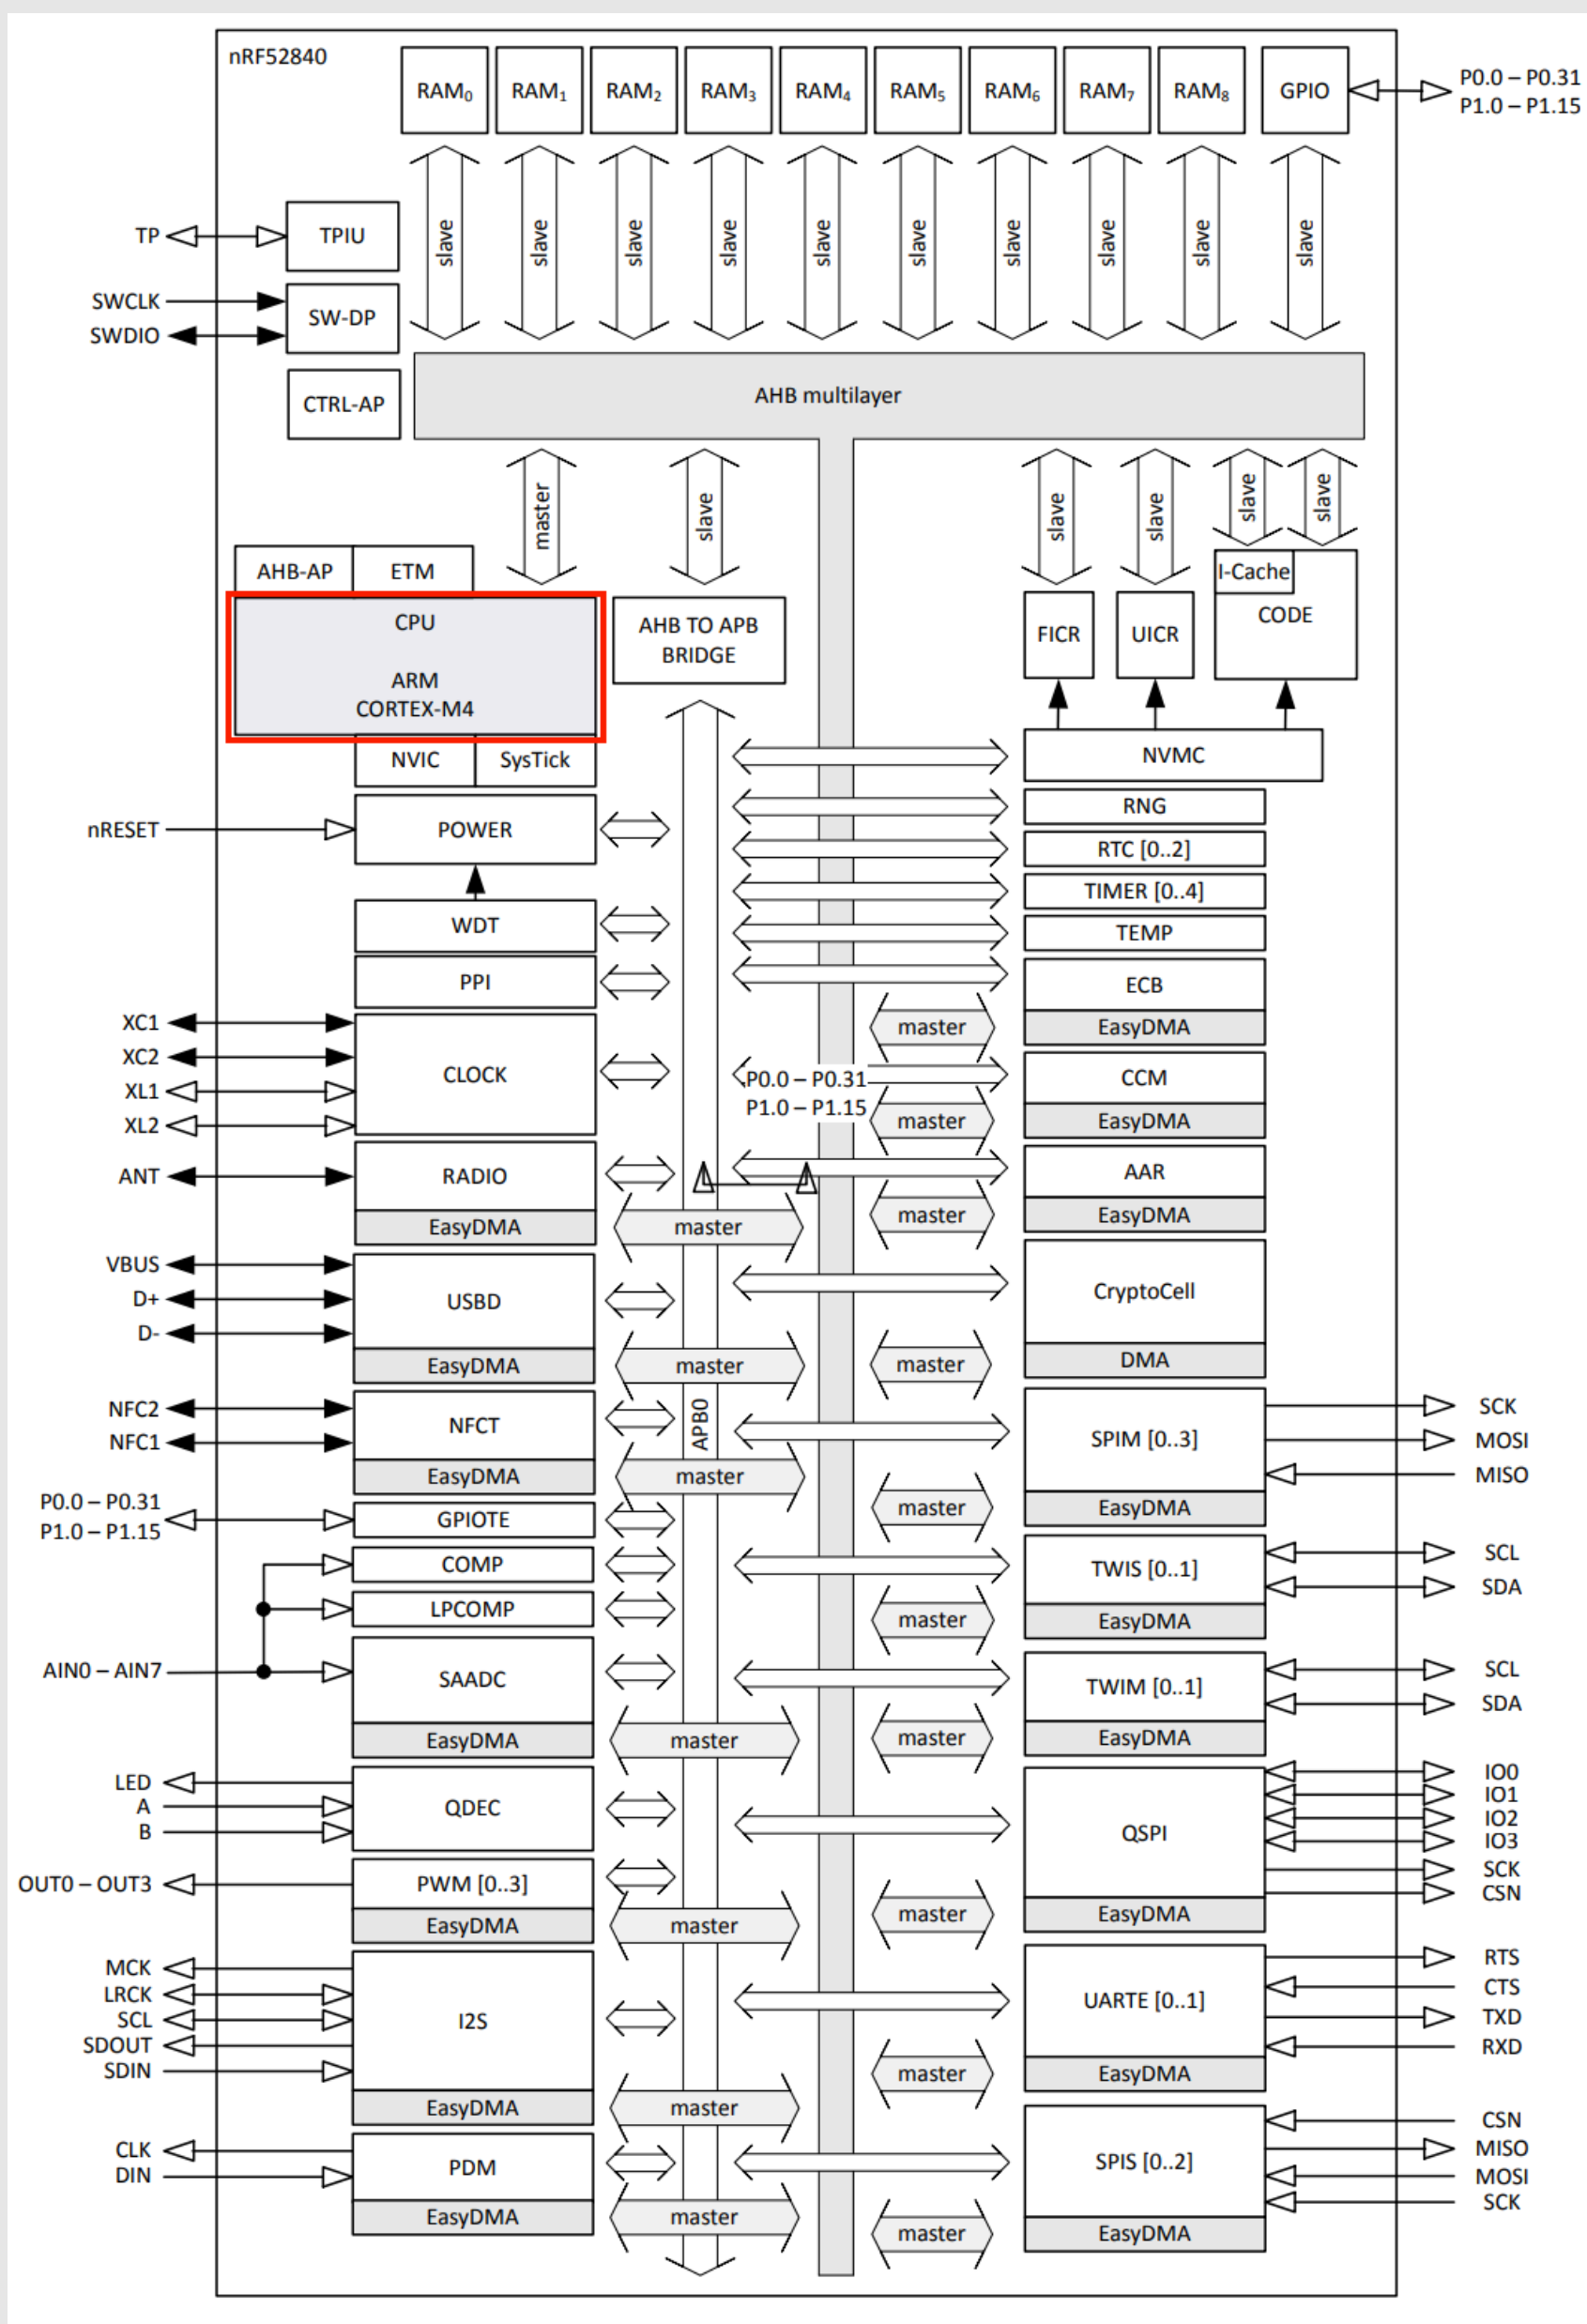 nRF52840
RAM₀
RAM₁
RAM₂
RAM₃
RAM₄
RAM₅
RAM₆
RAM₇
RAM₈
GPIO
P0.0 – P0.31
P1.0 – P1.15
slave
slave
slave
slave
slave
slave
slave
slave
slave
slave
TP
TPIU
SWCLK
SWDIO
SW-DP
CTRL-AP
AHB multilayer
master
slave
slave
slave
slave
slave
AHB-AP
ETM
CPU
ARM
CORTEX-M4
NVIC
SysTick
AHB TO APB
BRIDGE
FICR
UICR
I-Cache
CODE
NVMC
nRESET
POWER
RNG
RTC [0..2]
WDT
TIMER [0..4]
TEMP
PPI
ECB
master
EasyDMA
XC1
XC2
XL1
XL2
CLOCK
P0.0 – P0.31
P1.0 – P1.15
CCM
master
EasyDMA
ANT
RADIO
EasyDMA
master
AAR
master
EasyDMA
VBUS
D+
D-
USBD
EasyDMA
master
CryptoCell
master
DMA
APB0
NFC2
NFC1
NFCT
EasyDMA
master
SPIM [0..3]
master
EasyDMA
SCK
MOSI
MISO
P0.0 – P0.31
P1.0 – P1.15
GPIOTE
COMP
LPCOMP
TWIS [0..1]
master
EasyDMA
SCL
SDA
AIN0 – AIN7
SAADC
EasyDMA
master
TWIM [0..1]
master
EasyDMA
SCL
SDA
LED
A
B
QDEC
QSPI
master
EasyDMA
IO0
IO1
IO2
IO3
SCK
CSN
OUT0 – OUT3
PWM [0..3]
EasyDMA
master
MCK
LRCK
SCL
SDOUT
SDIN
I2S
EasyDMA
master
UARTE [0..1]
master
EasyDMA
RTS
CTS
TXD
RXD
CLK
DIN
PDM
EasyDMA
master
SPIS [0..2]
master
EasyDMA
CSN
MISO
MOSI
SCK